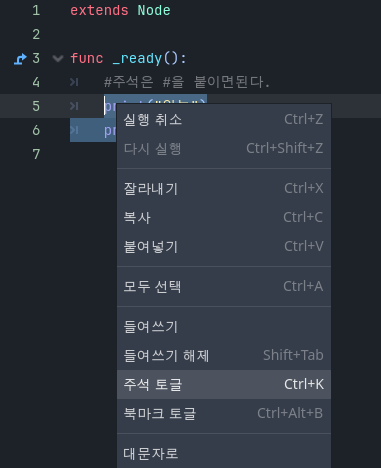 1 extends Node
2
3 func _ready():
4 #주석은 #을 붙이면된다.
5
6
7
실행 취소 Ctrl+Z
다시 실행 Ctrl+Shift+Z
잘라내기 Ctrl+X
복사 Ctrl+C
붙여넣기 Ctrl+V
모두 선택 Ctrl+A
들여쓰기
들여쓰기 해제 Shift+Tab
주석 토글 Ctrl+K
북마크 토글 Ctrl+Alt+B
대문자로